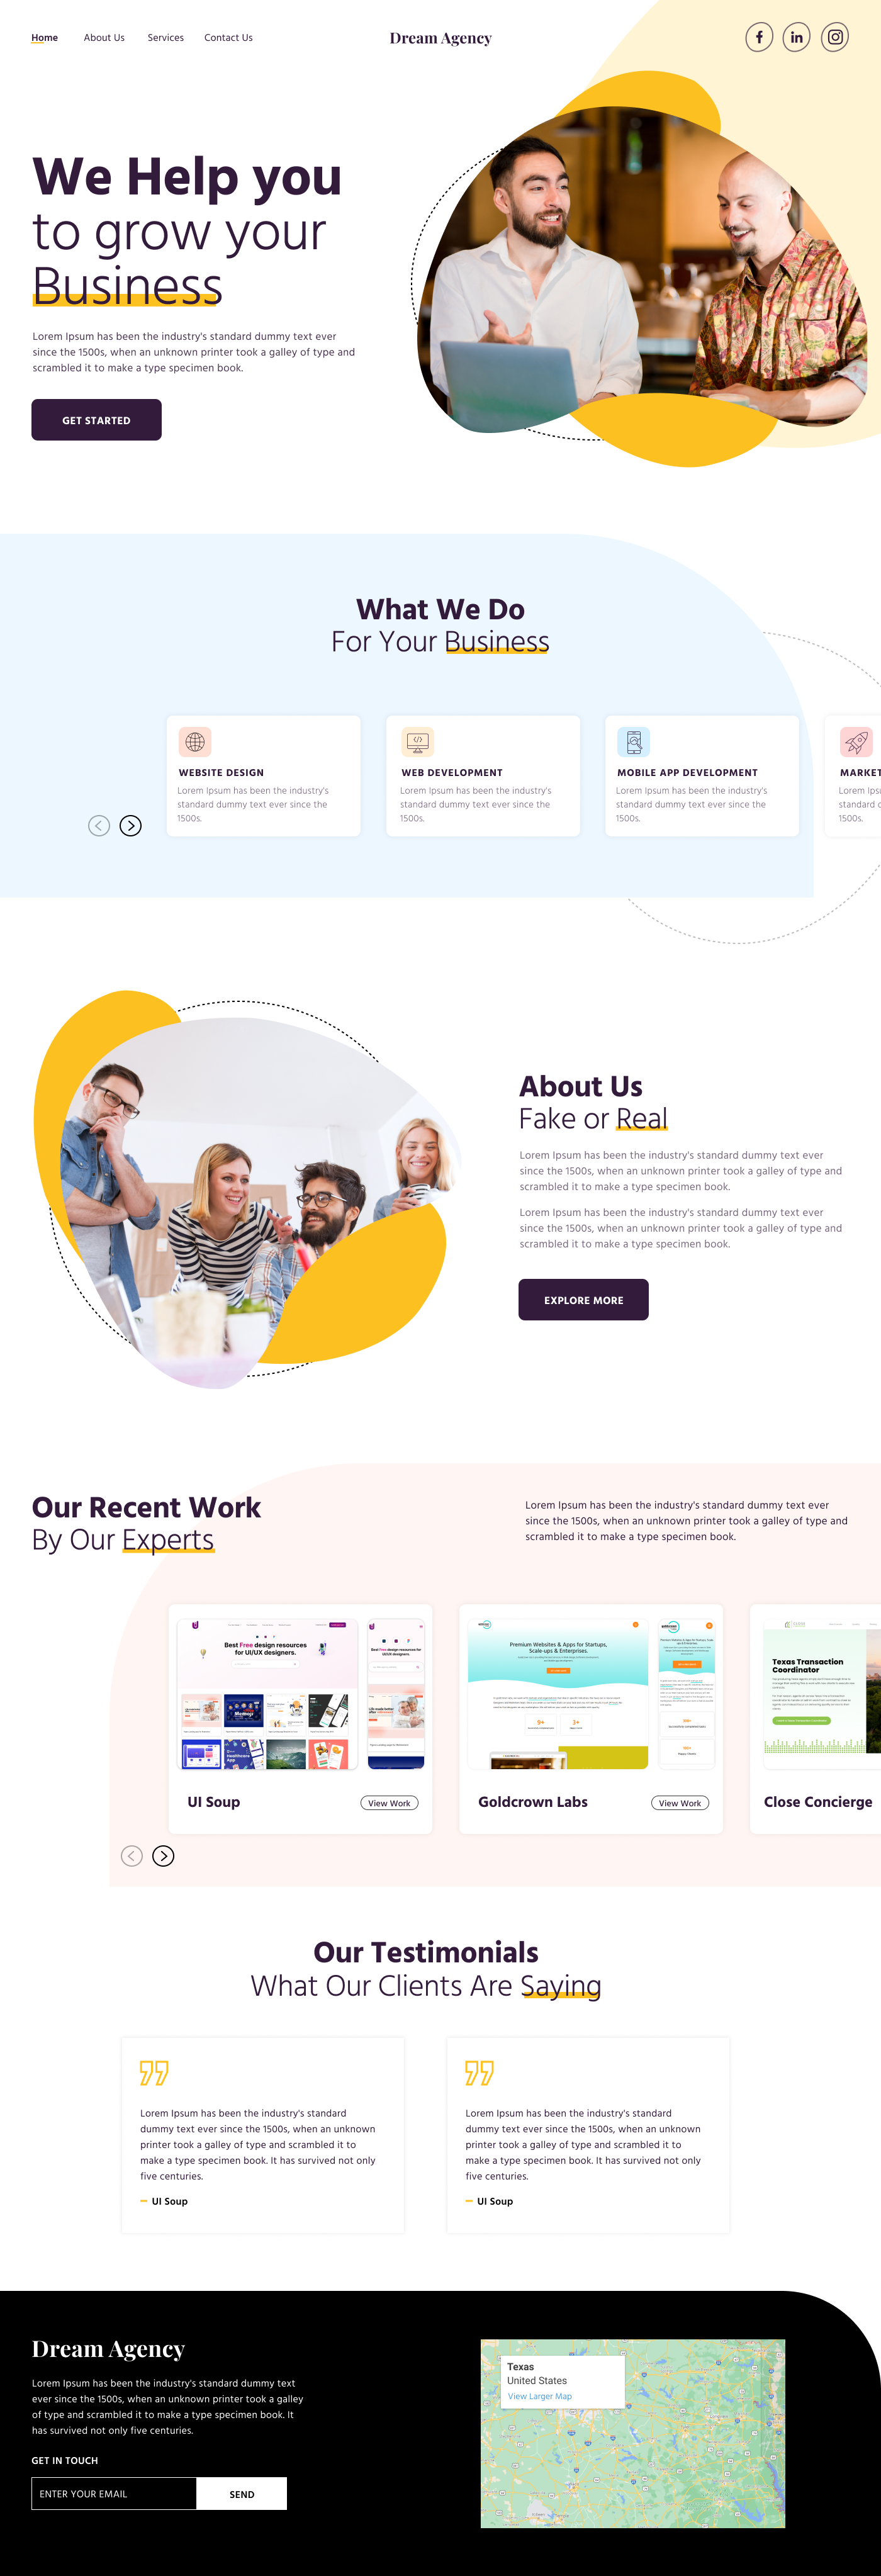 Home About Us Services Contact Us
Dream Agency
We Help you
to grow your
Business
Lorem Ipsum has been the industry's standard dummy text ever
since the 1500s, when an unknown printer took a galley of type and
scrambled it to make a type specimen book.
GET STARTED
What We Do
For Your Business
WEBSITE DESIGN
Lorem Ipsum has been the industry's
standard dummy text ever since the
1500s.
WEB DEVELOPMENT
Lorem Ipsum has been the industry's
standard dummy text ever since the
1500s.
MOBILE APP DEVELOPMENT
Lorem Ipsum has been the industry's
standard dummy text ever since the
1500s.
MARKET
Lorem Ips
standard
1500s.
About Us
Fake or Real
Lorem Ipsum has been the industry's standard dummy text ever
since the 1500s, when an unknown printer took a galley of type and
scrambled it to make a type specimen book.
Lorem Ipsum has been the industry's standard dummy text ever
since the 1500s, when an unknown printer took a galley of type and
scrambled it to make a type specimen book.
EXPLORE MORE
Our Recent Work
By Our Experts
Lorem Ipsum has been the industry's standard dummy text ever
since the 1500s, when an unknown printer took a galley of type and
scrambled it to make a type specimen book.
Best Free design resources
for UI/UX designers.
Best Free design resources for
UI/UX designers.
UI Soup
View Work
Premium Websites & Apps for Startups,
Scale-ups & Enterprises.
Goldcrown Labs
View Work
Texas Transaction
Coordinator
Close Concierge
Our Testimonials
What Our Clients Are Saying
Lorem Ipsum has been the industry's standard
dummy text ever since the 1500s, when an unknown
printer took a galley of type and scrambled it to
make a type specimen book. It has survived not only
five centuries.
UI Soup
Lorem Ipsum has been the industry's standard
dummy text ever since the 1500s, when an unknown
printer took a galley of type and scrambled it to
make a type specimen book. It has survived not only
five centuries.
UI Soup
Dream Agency
Lorem Ipsum has been the industry's standard dummy text
ever since the 1500s, when an unknown printer took a galley
of type and scrambled it to make a type specimen book. It
has survived not only five centuries.
GET IN TOUCH
ENTER YOUR EMAIL
SEND
Texas
United States
View Larger Map